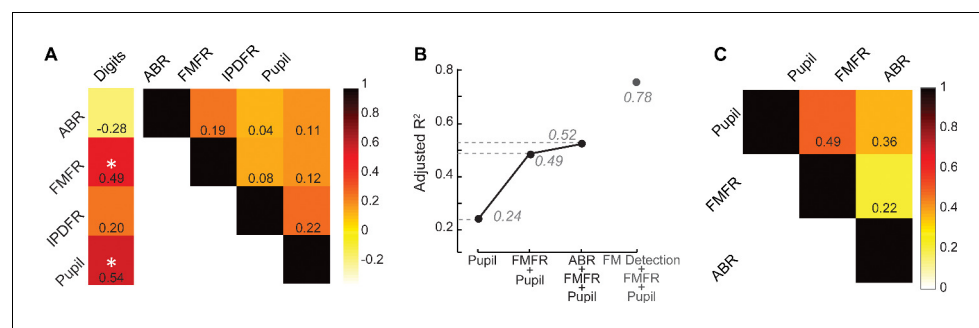 A
Digits
ABR
FMFR
IPDFR
Pupil
ABR
FMFR
IPDFR
Pupil
-0.28
*
0.49
0.20
*
0.54
0.19
0.04
0.11
0.08
0.12
0.22
1
0.8
0.6
0.4
0.2
0
-0.2
B
Adjusted R²
0.8
0.6
0.4
0.2
0.24
0.49
0.52
0.78
Pupil
FMFR
+
Pupil
ABR
+
FMFR
+
Pupil
FM Detection
+
FMFR
+
Pupil
C
Pupil
FMFR
ABR
Pupil
FMFR
ABR
0.49
0.36
0.22
1
0.8
0.6
0.4
0.2
0